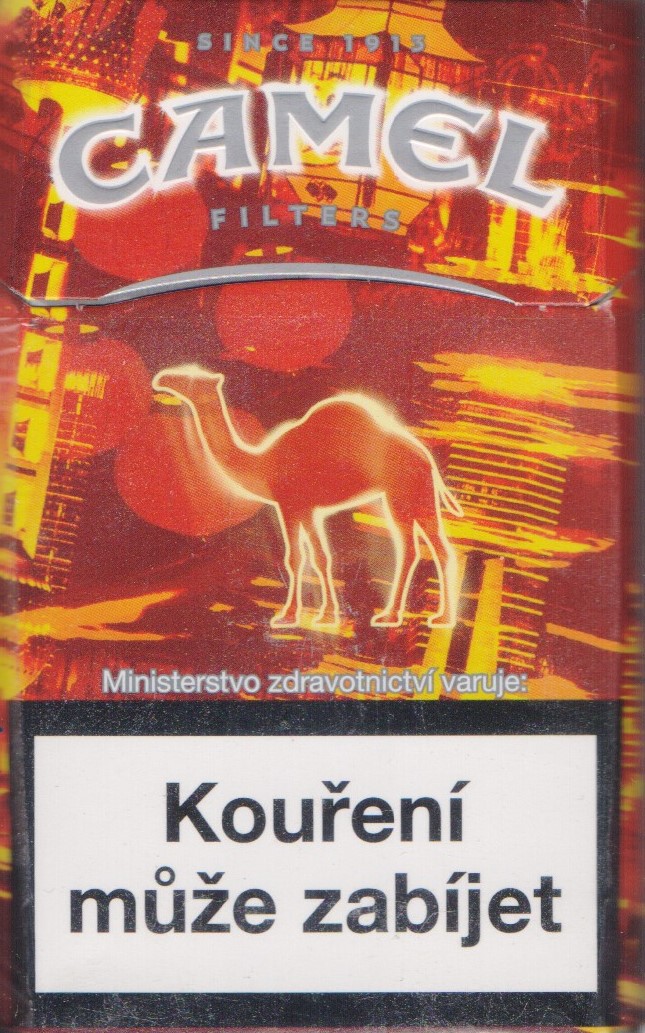 SINCE 1913
CAMEL
FILTERS
Ministerstvo zdravotnictví varuje:
Kouření
může zabíjet